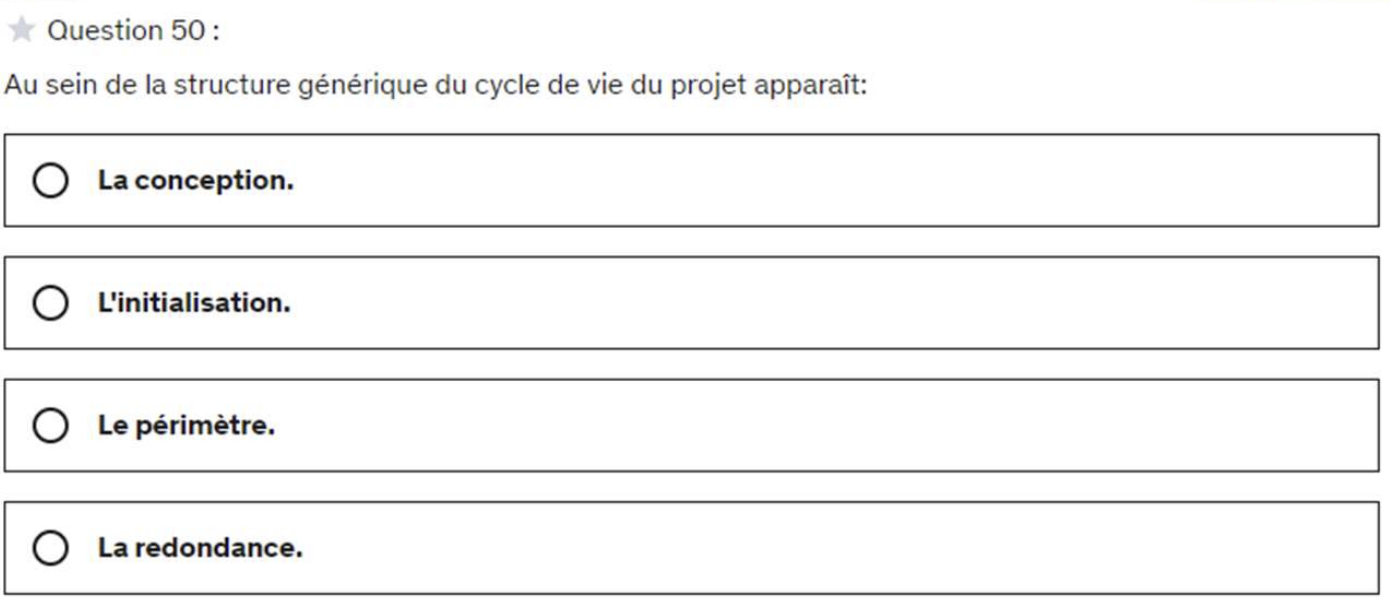 Question 50 :
Au sein de la structure générique du cycle de vie du projet apparaît:
La conception.
L'initialisation.
Le périmètre.
La redondance.